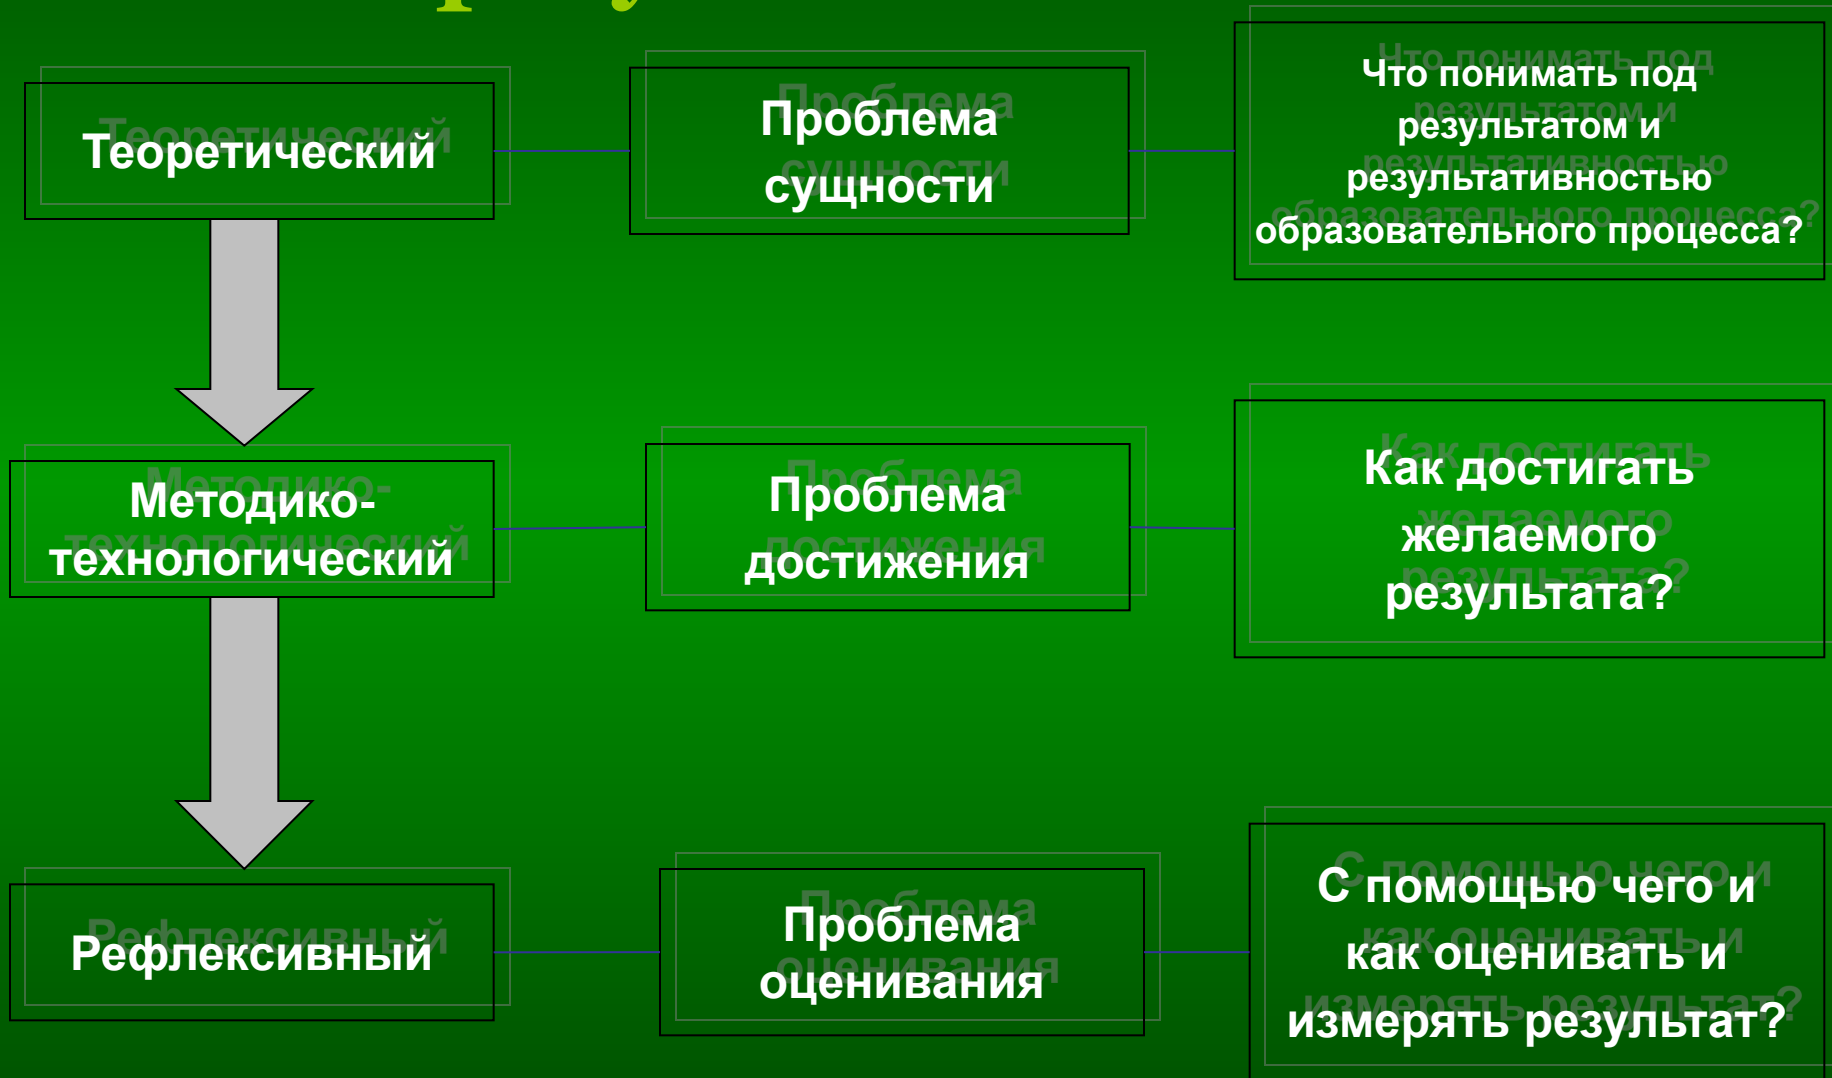 Теоретический
Проблема
сущности
Что понимать под
результатом и
результативностью
образовательного процесса?
Методико-
технологический
Проблема
достижения
Как достигать
желаемого
результата?
Рефлексивный
Проблема
оценивания
С помощью чего и
как оценивать и
измерять результат?